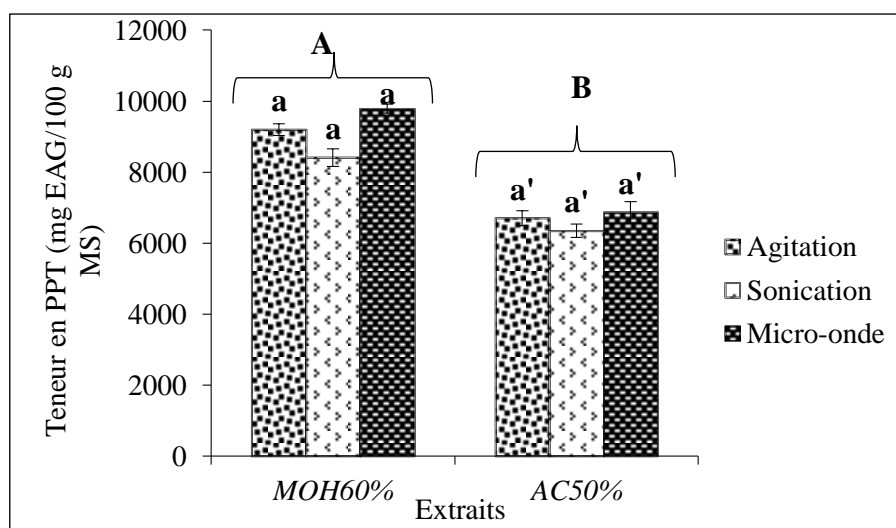 12000
10000
8000
6000
4000
2000
0
Teneur en PPT (mg EAG/100 g
MS)
A
a
a
a
B
a'
a'
a'
MOH60%
AC50%
Extraits
Agitation
Sonication
Micro-onde